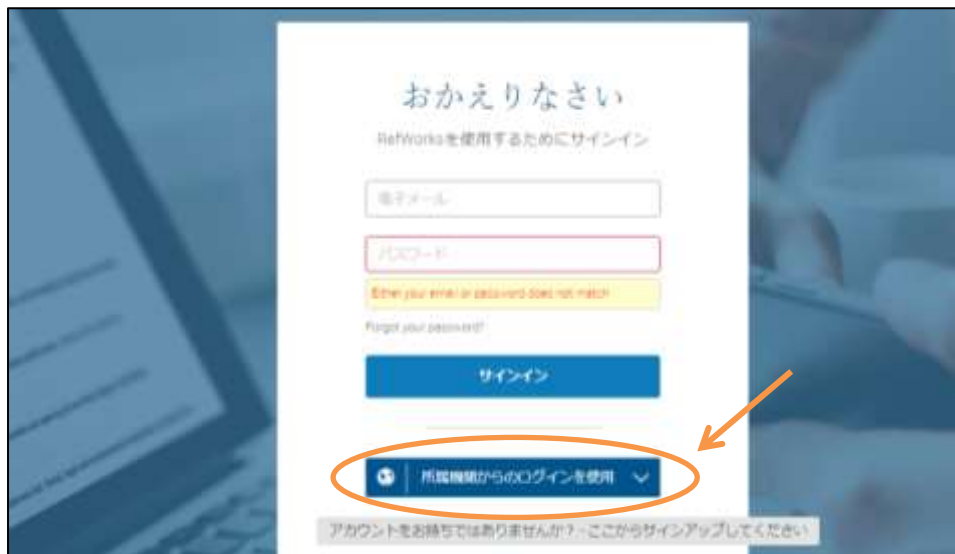 おかえりなさい
RefWorksを使用するためにサインイン
電子メール
パスワード
Either your email or password does not match
Forgot your password?
サインイン
所属機関からのログインを使用
アカウントをお持ちではありませんか? - ここからサインアップしてください